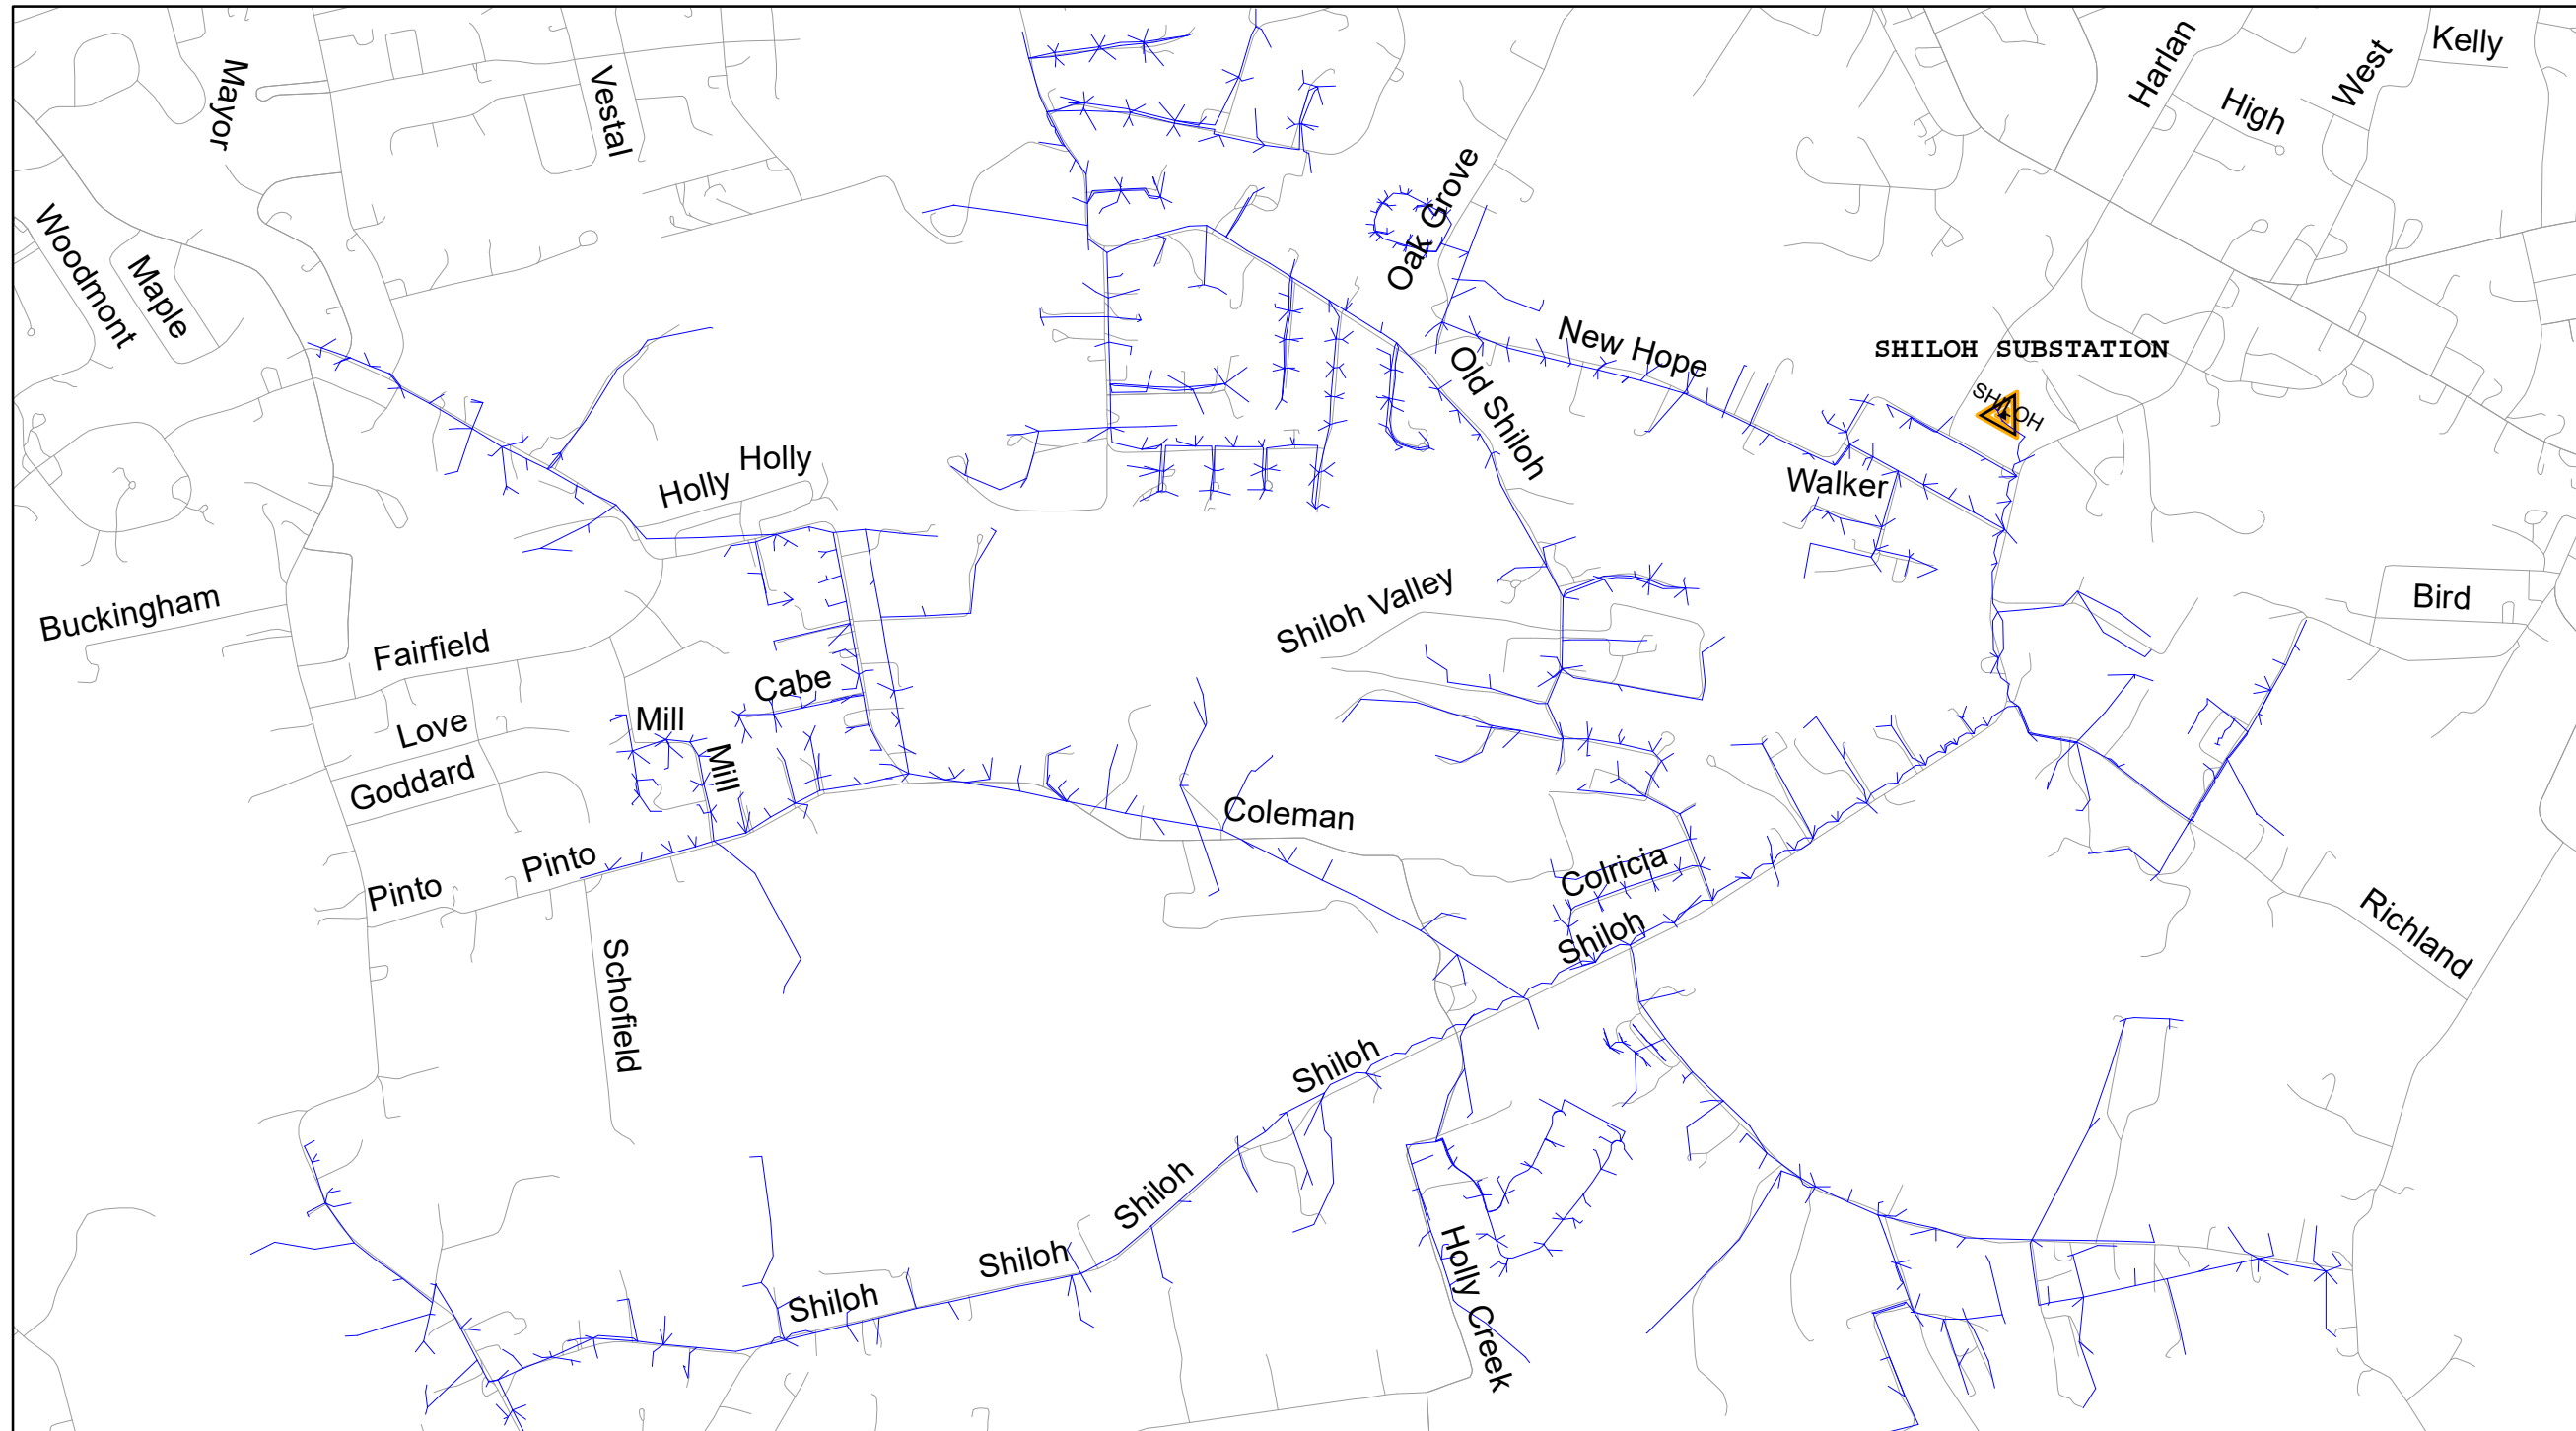 Mayor
Vestal
Harlan
West
Kelly
High
Woodmont
Maple
Oak Grove
New Hope
Old Shiloh
SHILOH SUBSTATION
SHILOH
Holly
Holly
Walker
Buckingham
Fairfield
Shiloh Valley
Bird
Cabe
Mill
Mill
Love
Goddard
Coleman
Pinto
Pinto
Colricia
Shiloh
Richland
Schofield
Shiloh
Shiloh
Shiloh
Shiloh
Holly Creek